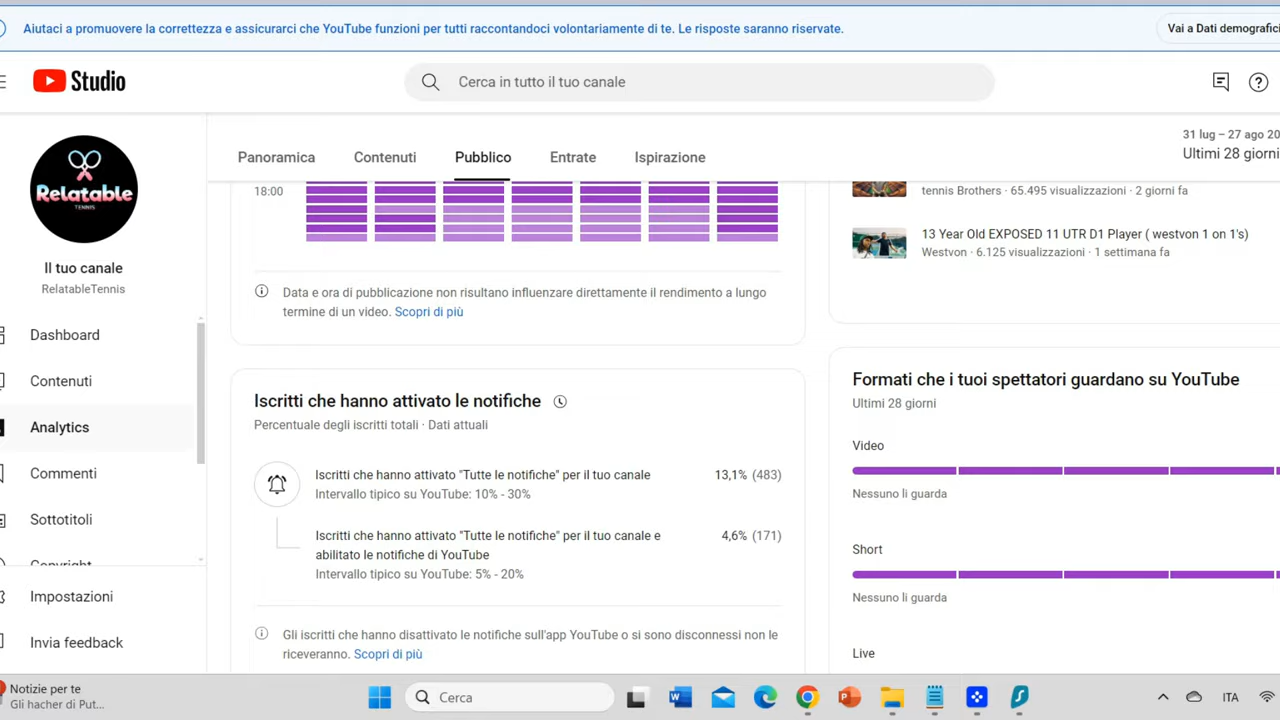 Aiutaci a promuovere la correttezza e assicurarci che YouTube funzioni per tutti raccontandoci volontariamente di te. Le risposte saranno riservate.
Vai a Dati demografici
Studio
Cerca in tutto il tuo canale
Relatable
TENNIS
Il tuo canale
RelatableTennis
Dashboard
Contenuti
Analytics
Commenti
Sottotitoli
Copyright
Impostazioni
Invia feedback
Panoramica
Contenuti
Pubblico
Entrate
Ispirazione
31 lug – 27 ago 20
Ultimi 28 giorni
18:00
Data e ora di pubblicazione non risultano influenzare direttamente il rendimento a lungo
termine di un video. Scopri di più
Iscritti che hanno attivato le notifiche
Percentuale degli iscritti totali · Dati attuali
Iscritti che hanno attivato "Tutte le notifiche" per il tuo canale
13,1% (483)
Intervallo tipico su YouTube: 10% - 30%
Iscritti che hanno attivato "Tutte le notifiche" per il tuo canale e
abilitato le notifiche di YouTube
4,6% (171)
Intervallo tipico su YouTube: 5% - 20%
Gli iscritti che hanno disattivato le notifiche sull'app YouTube o si sono disconnessi non le
riceveranno. Scopri di più
tennis Brothers · 65.495 visualizzazioni · 2 giorni fa
13 Year Old EXPOSED 11 UTR D1 Player ( westvon 1 on 1's)
Westvon · 6.125 visualizzazioni · 1 settimana fa
Formati che i tuoi spettatori guardano su YouTube
Ultimi 28 giorni
Video
Nessuno li guarda
Short
Nessuno li guarda
Live
Notizie per te
Gli hacher di Put...
Cerca
ITA